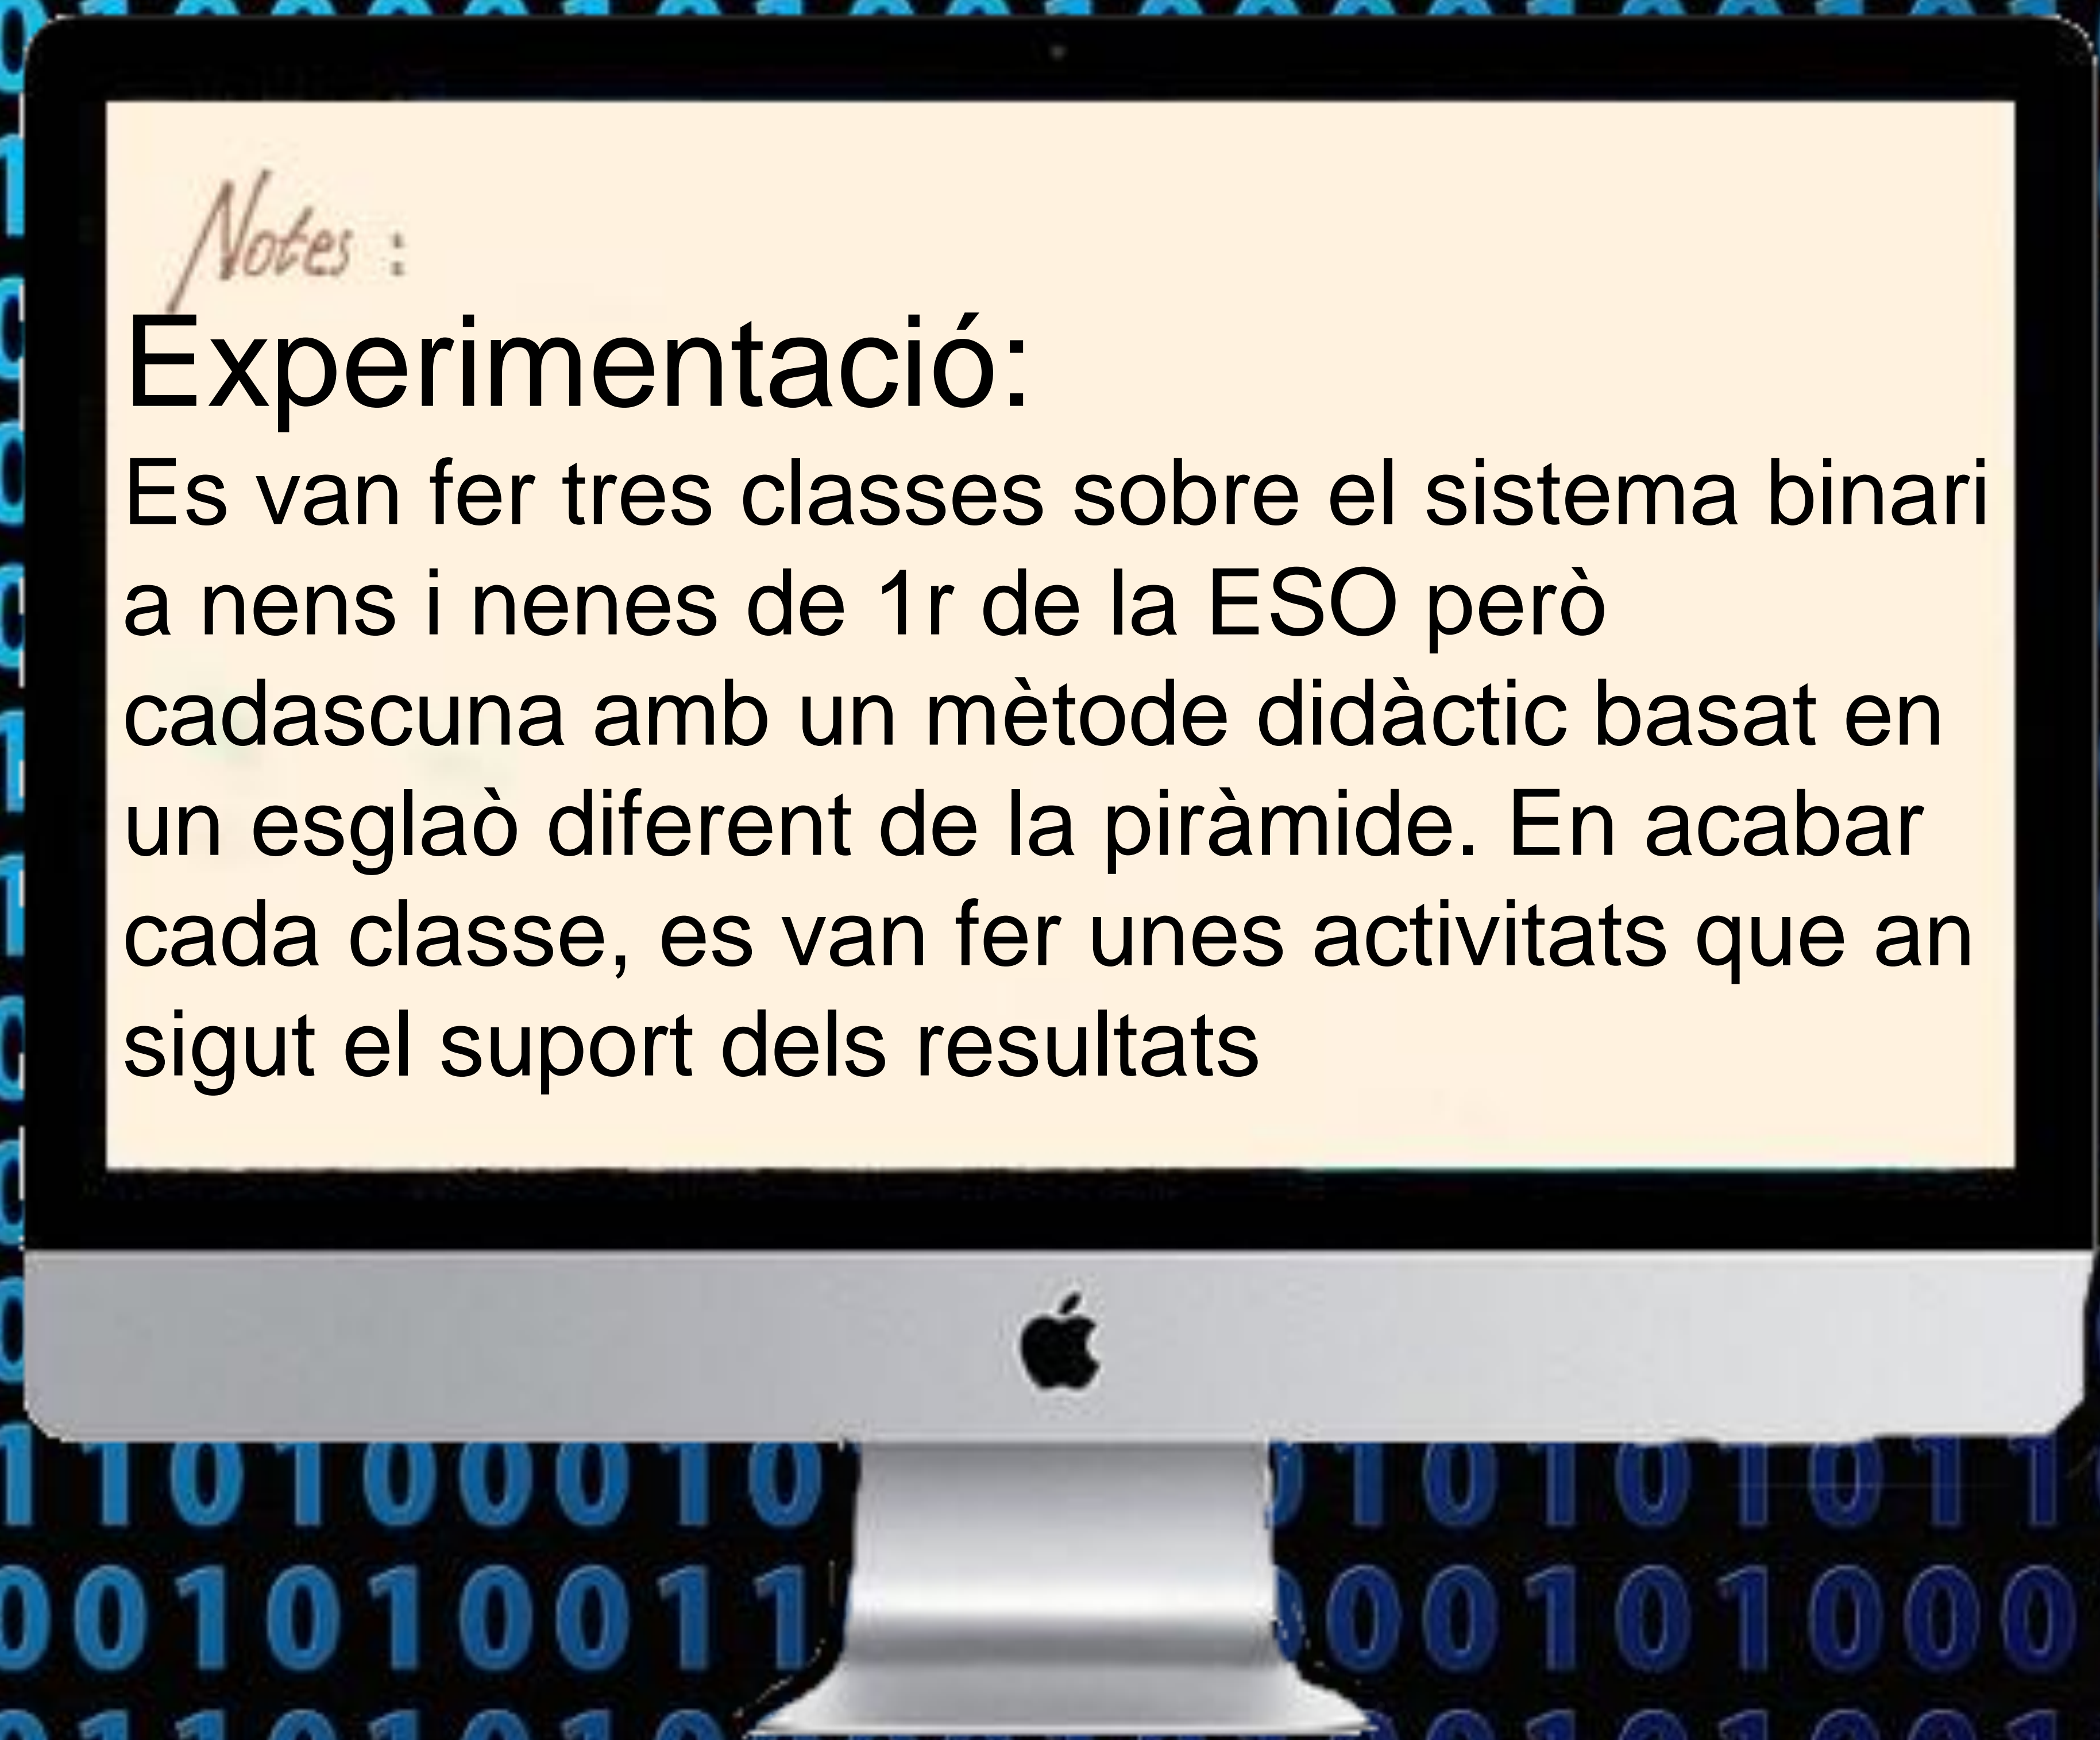 Notes :
Experimentació:
Es van fer tres classes sobre el sistema binari
a nens i nenes de 1r de la ESO però
cadascuna amb un mètode didàctic basat en
un esglaò diferent de la piràmide. En acabar
cada classe, es van fer unes activitats que an
sigut el suport dels resultats